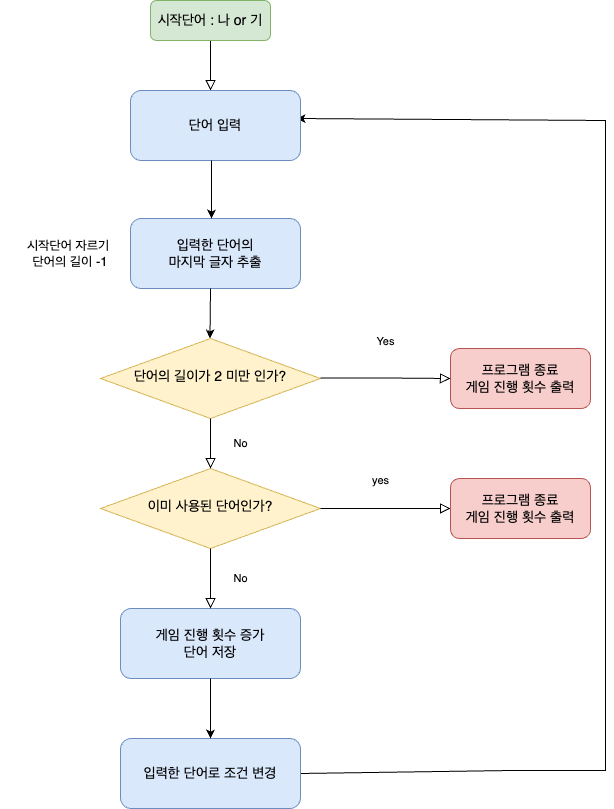 시작단어 : 나 or 기
단어 입력
시작단어 자르기
단어의 길이 -1
입력한 단어의
마지막 글자 추출
단어의 길이가 2 미만 인가?
Yes
프로그램 종료
게임 진행 횟수 출력
No
이미 사용된 단어인가?
yes
프로그램 종료
게임 진행 횟수 출력
No
게임 진행 횟수 증가
단어 저장
입력한 단어로 조건 변경